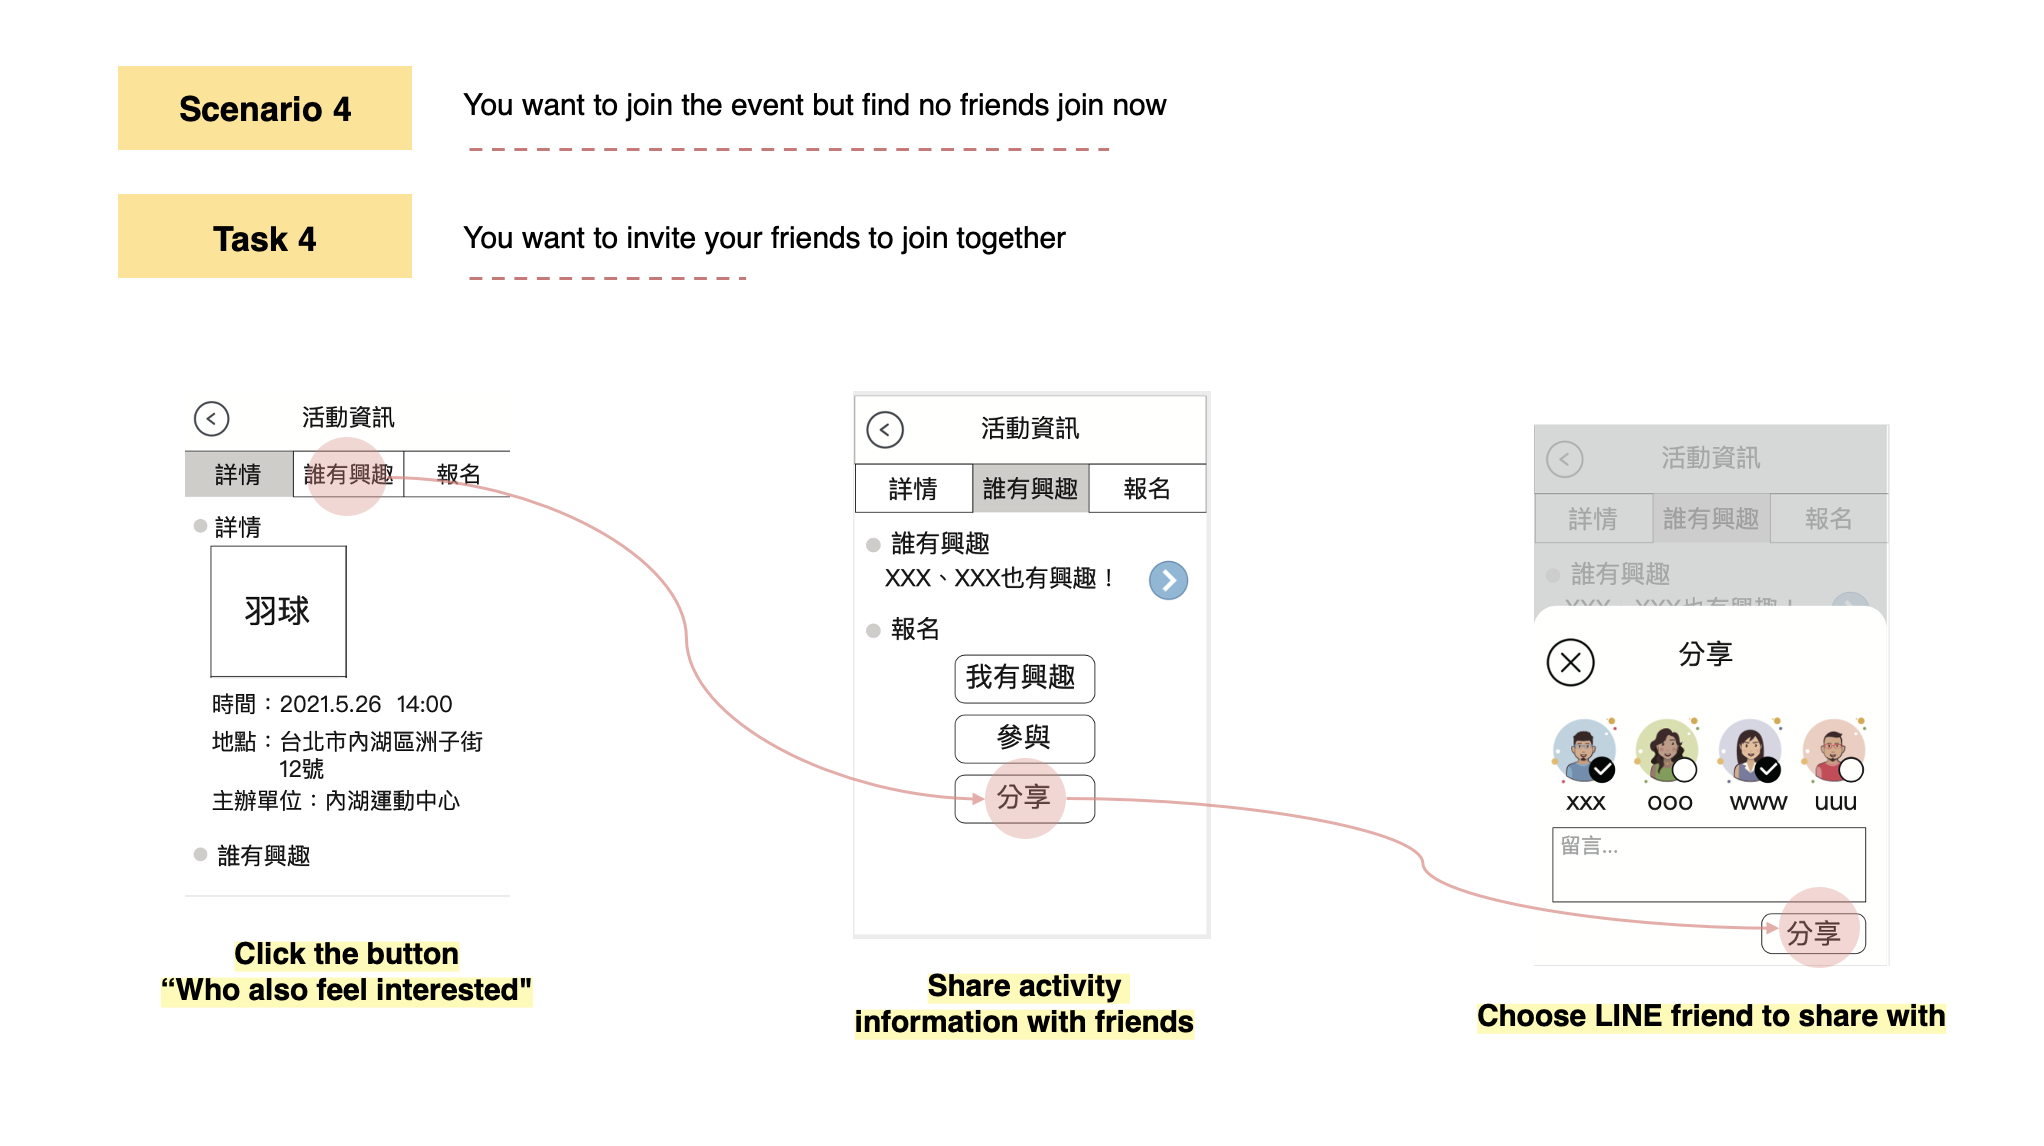 Scenario 4
You want to join the event but find no friends join now
Task 4
You want to invite your friends to join together
活動資訊
詳情
誰有興趣
報名
詳情
羽球
時間：2021.5.26 14:00
地點：台北市內湖區洲子街
12號
主辦單位：內湖運動中心
誰有興趣
Click the button
“Who also feel interested"
活動資訊
詳情
誰有興趣
報名
誰有興趣
XXX、XXX也有興趣！
報名
我有興趣
參與
分享
Share activity
information with friends
活動資訊
詳情
誰有興趣
報名
誰有興趣
XXX、XXX也有興趣！
分享
xxx
ooo
www
uuu
留言...
分享
Choose LINE friend to share with